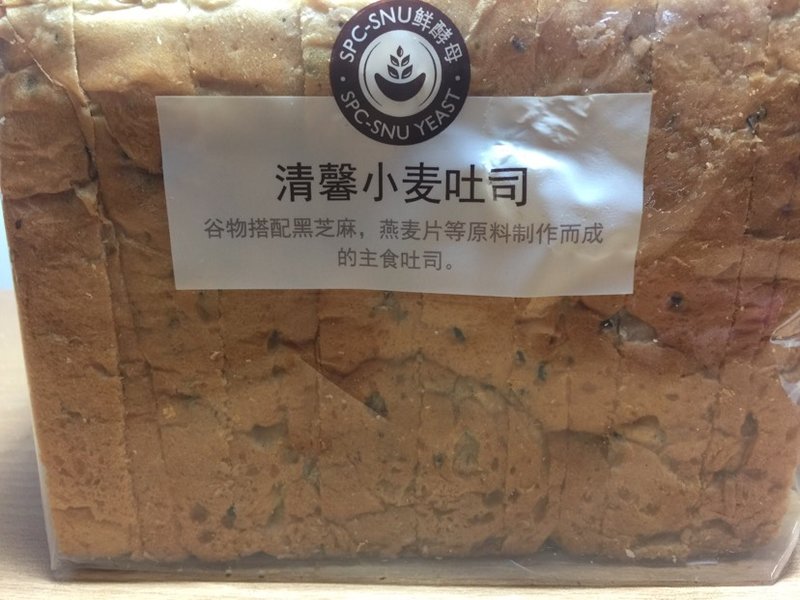 SPC-SNU鲜酵母
SPC-SNU YEAST
清馨小麦吐司
谷物搭配黑芝麻，燕麦片等原料制作而成
的主食吐司。